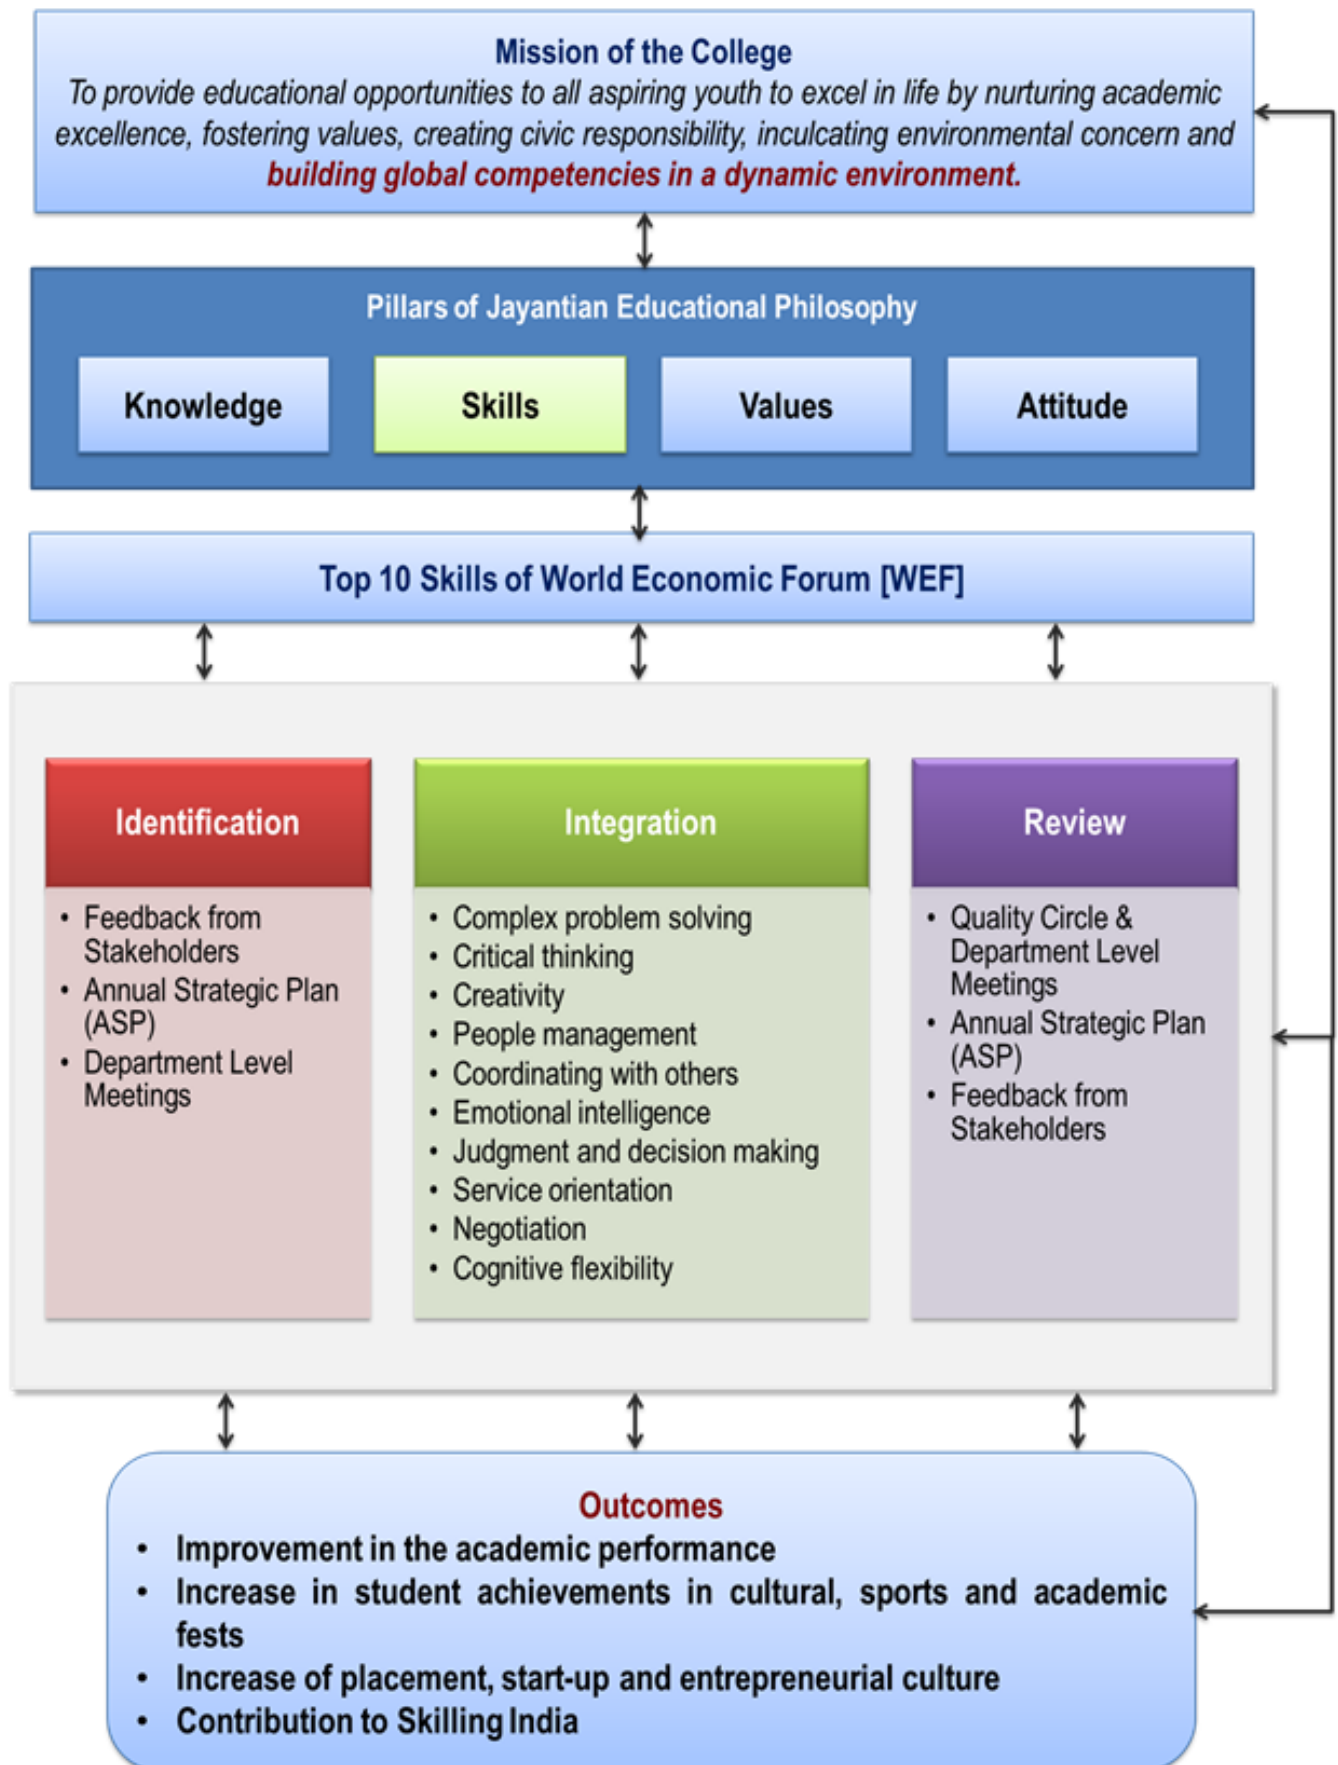 Mission of the College
To provide educational opportunities to all aspiring youth to excel in life by nurturing academic
excellence, fostering values, creating civic responsibility, inculcating environmental concern and
building global competencies in a dynamic environment.
Pillars of Jayantian Educational Philosophy
Knowledge
Skills
Values
Attitude
Top 10 Skills of World Economic Forum [WEF]
Identification
• Feedback from
Stakeholders
• Annual Strategic Plan
(ASP)
• Department Level
Meetings
Integration
• Complex problem solving
• Critical thinking
• Creativity
• People management
• Coordinating with others
• Emotional intelligence
• Judgment and decision making
• Service orientation
• Negotiation
• Cognitive flexibility
Review
• Quality Circle &
Department Level
Meetings
• Annual Strategic Plan
(ASP)
• Feedback from
Stakeholders
Outcomes
• Improvement in the academic performance
• Increase in student achievements in cultural, sports and academic
fests
• Increase of placement, start-up and entrepreneurial culture
• Contribution to Skilling India